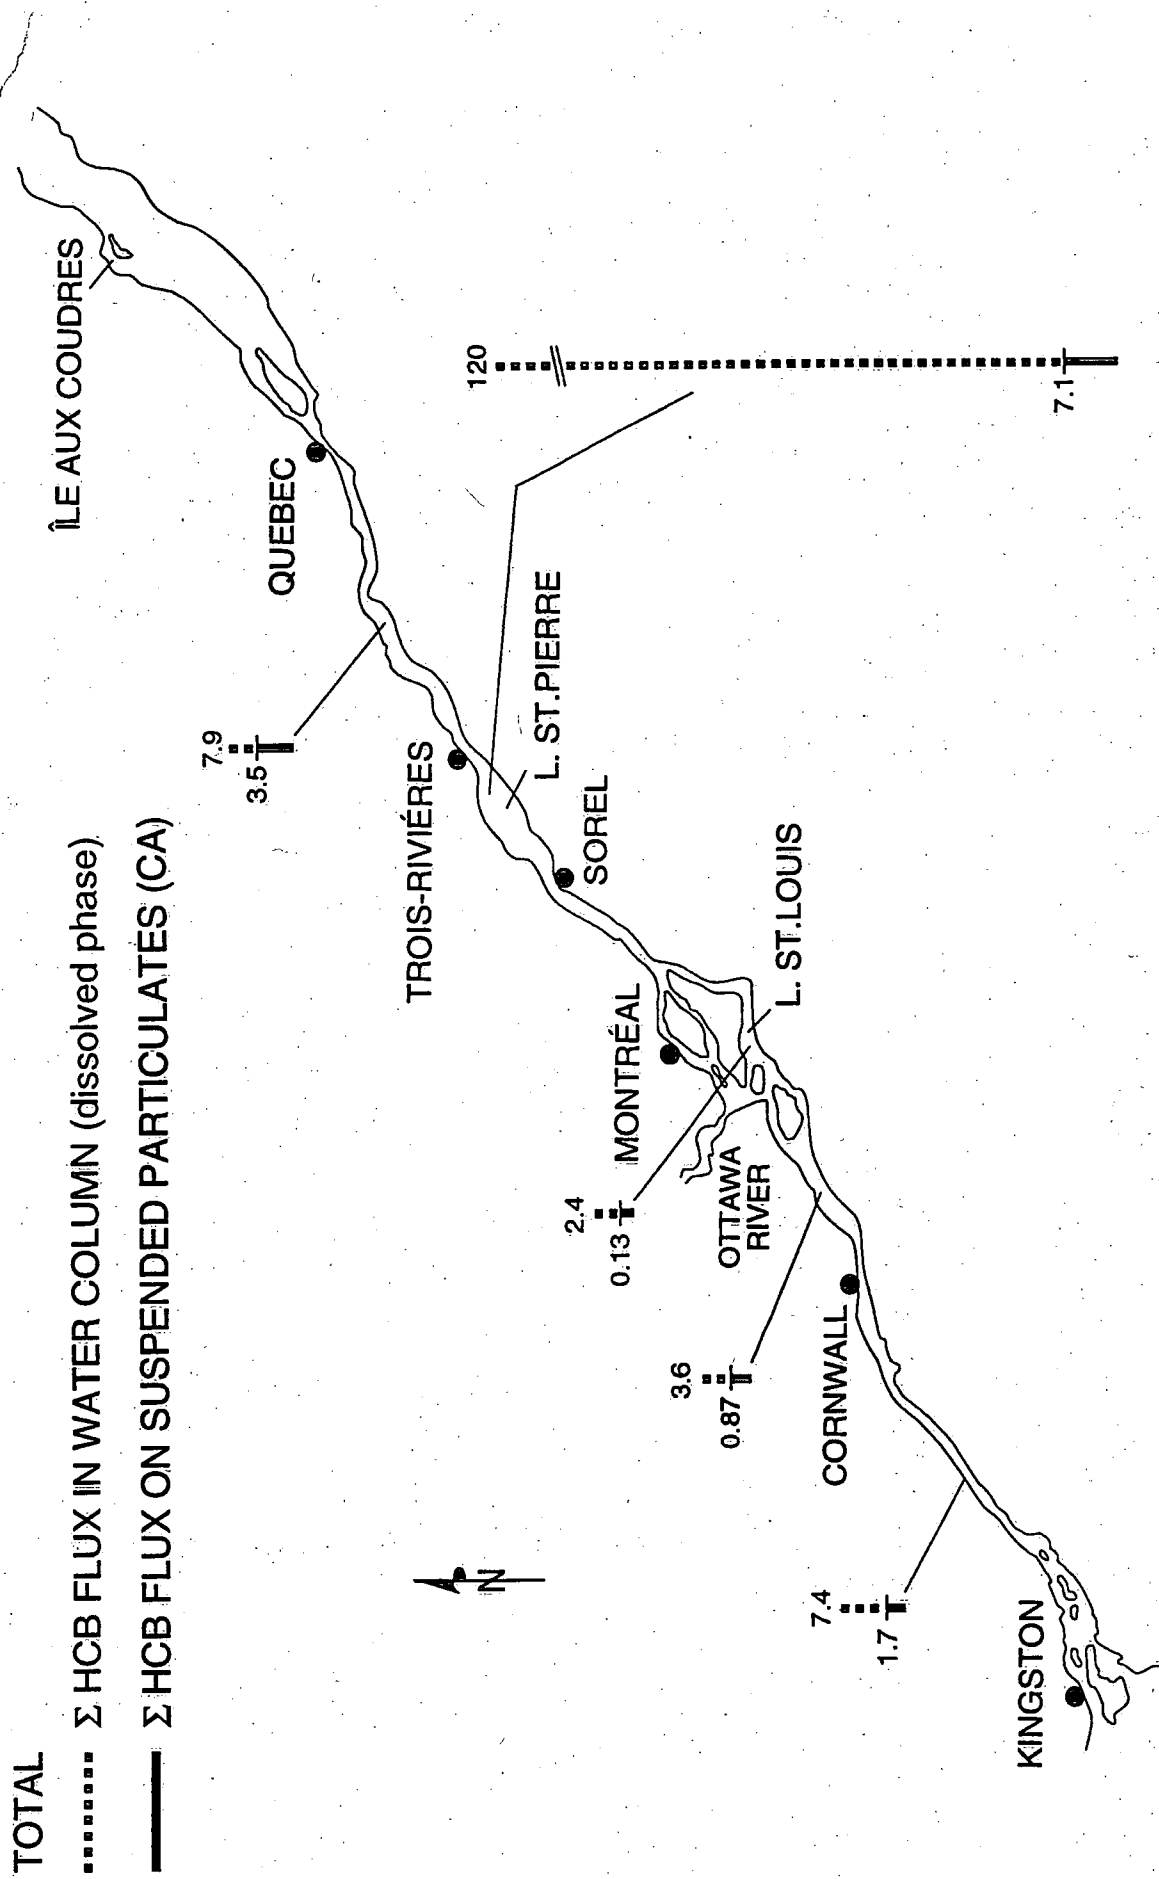 TOTAL
Σ HCB FLUX IN WATER COLUMN (dissolved phase)
Σ HCB FLUX ON SUSPENDED PARTICULATES (CA)
ÎLE AUX COUDRES
QUEBEC
7.9
3.5
TROIS-RIVIÉRES
L. ST.PIERRE
120
7.1
SOREL
MONTRÉAL
L. ST.LOUIS
2.4
0.13
OTTAWA
RIVER
3.6
0.87
CORNWALL
7.4
1.7
KINGSTON
N